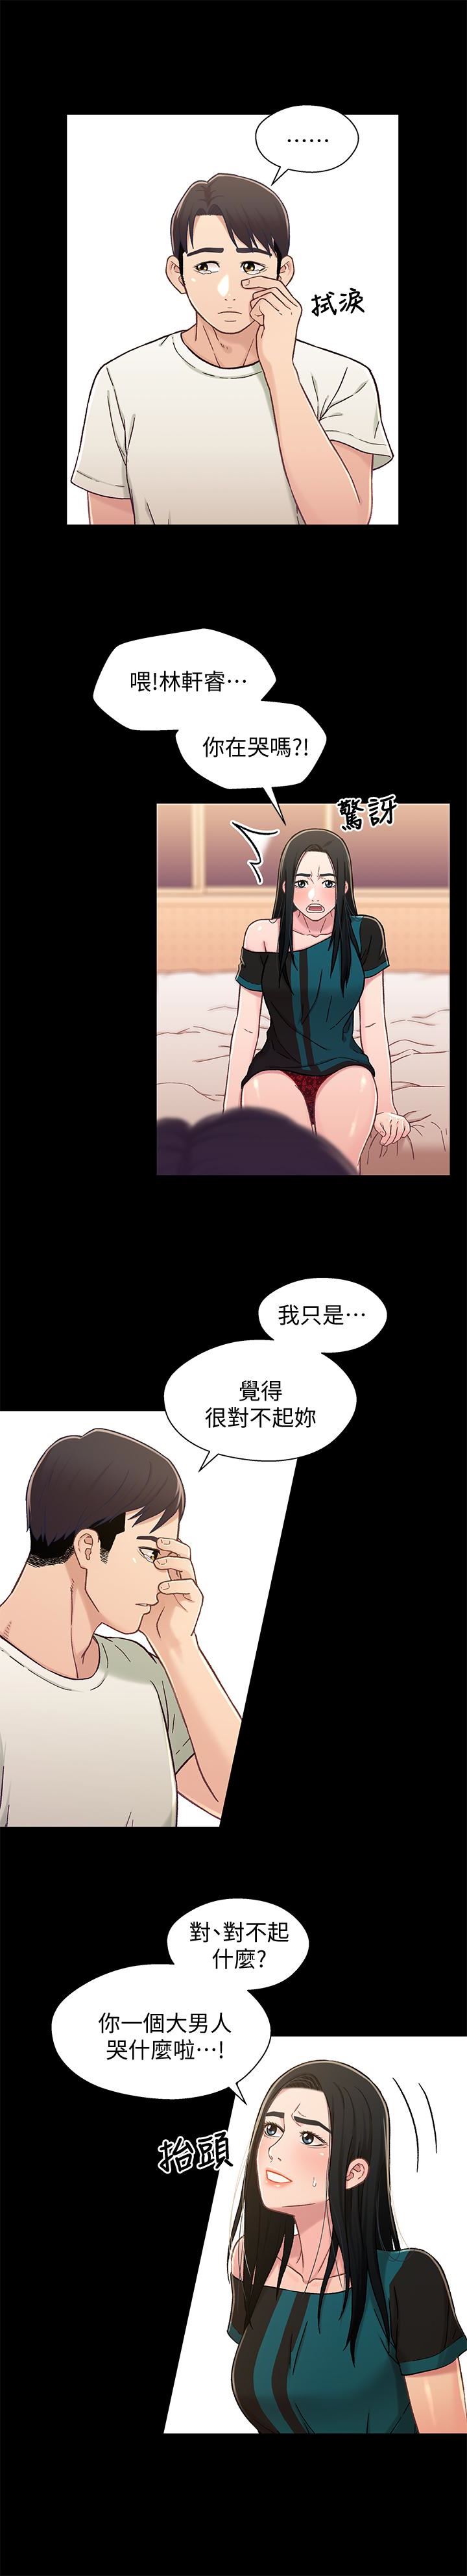 ……
拭淚
喂!林軒睿…
你在哭嗎?!
驚訝
我只是…
覺得
很對不起妳
對、對不起
什麼?
你一個大男人
哭什麼啦…!
抬頭